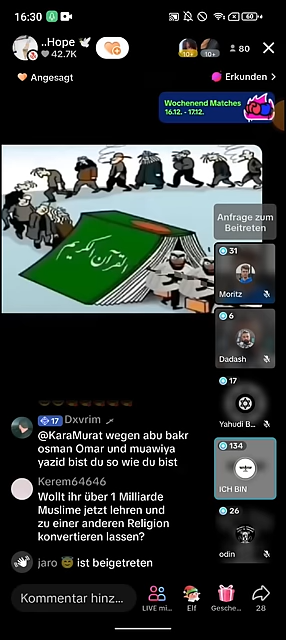 16:30
60
..Hope 🕊
42.7K
10+
10+
80
Angesagt
Erkunden >
Wochenend Matches
16.12. - 17.12.
القرآن الكريم
Anfrage zum
Beitreten
31
Moritz
6
Dadash
17
Yahudi B...
134
ICH BIN
26
odin
17 Dxvrim
@KaraMurat wegen abu bakr
osman Omar und muawiya
yazid bist du so wie du bist
Kerem64646
Wollt ihr über 1 Milliarde
Muslime jetzt lehren und
zu einer anderen Religion
konvertieren lassen?
jaro 😇 ist beigetreten
Kommentar hinz...
LIVE mi...
Elf
Gesche...
28